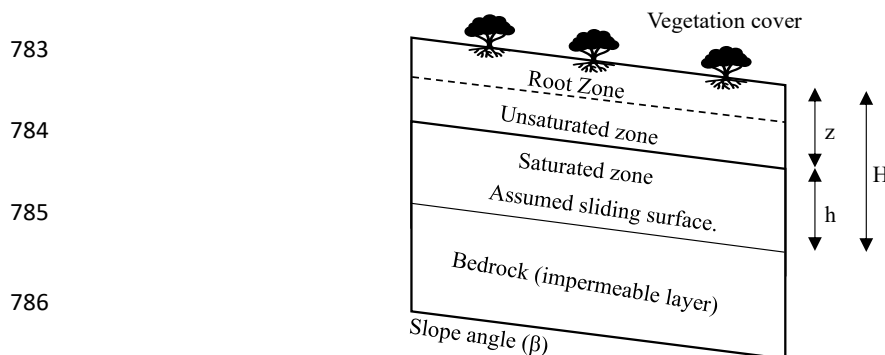 Vegetation cover
783
Root Zone
784
Unsaturated zone
z
Saturated zone
H
785
Assumed sliding surface.
h
Bedrock (impermeable layer)
786
Slope angle (β)